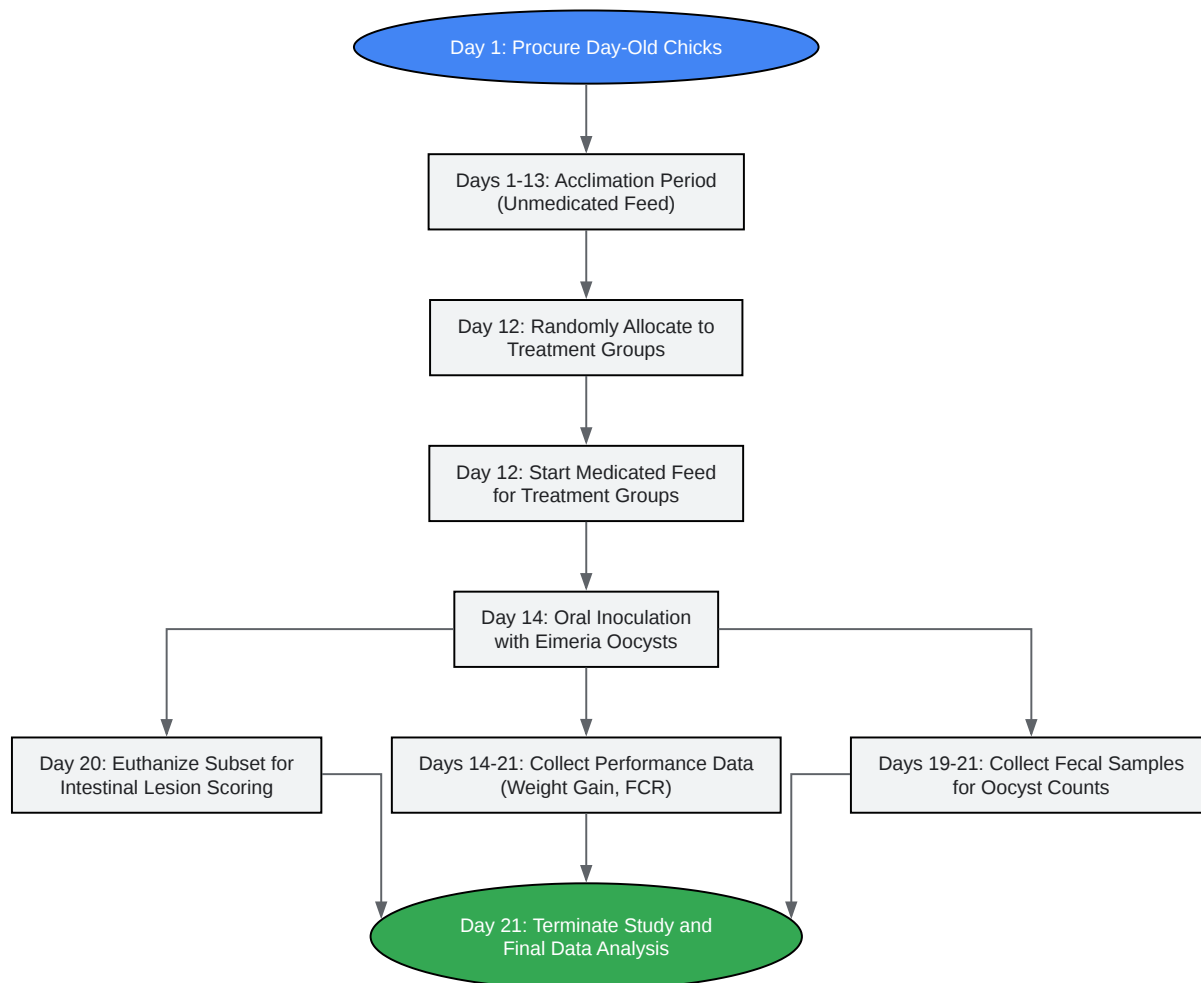 Day 1: Procure Day-Old Chicks
Days 1-13: Acclimation Period
(Unmedicated Feed)
Day 12: Randomly Allocate to
Treatment Groups
Day 12: Start Medicated Feed
for Treatment Groups
Day 14: Oral Inoculation
with Eimeria Oocysts
Day 20: Euthanize Subset for
Intestinal Lesion Scoring
Days 14-21: Collect Performance Data
(Weight Gain, FCR)
Days 19-21: Collect Fecal Samples
for Oocyst Counts
Day 21: Terminate Study and
Final Data Analysis